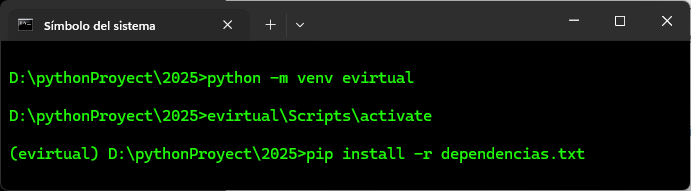 Símbolo del sistema
D:\pythonProyect\2025>python -m venv evirtual
D:\pythonProyect\2025>evirtual\Scripts\activate
(evirtual) D:\pythonProyect\2025>pip install -r dependencias.txt